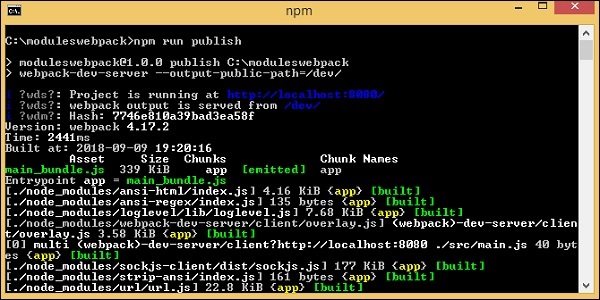 npm
C:\moduleswebpack>npm run publish
> moduleswebpack@1.0.0 publish C:\moduleswebpack
> webpack-dev-server --output-public-path=/dev/
| ?wds?: Project is running at http://localhost:8080/
| ?wds?: webpack output is served from /dev/
| ?wdm?: Hash: 7746e810a39bad3ea58f
Version: webpack 4.17.2
Time: 2441ms
Built at: 2018-09-09 19:20:16
Asset Size Chunks Chunk Names
main_bundle.js 339 KiB app [emitted] app
Entrypoint app = main_bundle.js
[./node_modules/ansi-html/index.js] 4.16 KiB {app} [built]
[./node_modules/ansi-regex/index.js] 135 bytes {app} [built]
[./node_modules/loglevel/lib/loglevel.js] 7.68 KiB {app} [built]
[./node_modules/webpack-dev-server/client/overlay.js] (webpack)-dev-server/clien
t/overlay.js 3.58 KiB {app} [built]
[0] multi (webpack)-dev-server/client?http://localhost:8080 ./src/main.js 40 byt
es {app} [built]
[./node_modules/sockjs-client/dist/sockjs.js] 177 KiB {app} [built]
[./node_modules/strip-ansi/index.js] 161 bytes {app} [built]
[./node_modules/url/url.js] 22.8 KiB {app} [built]